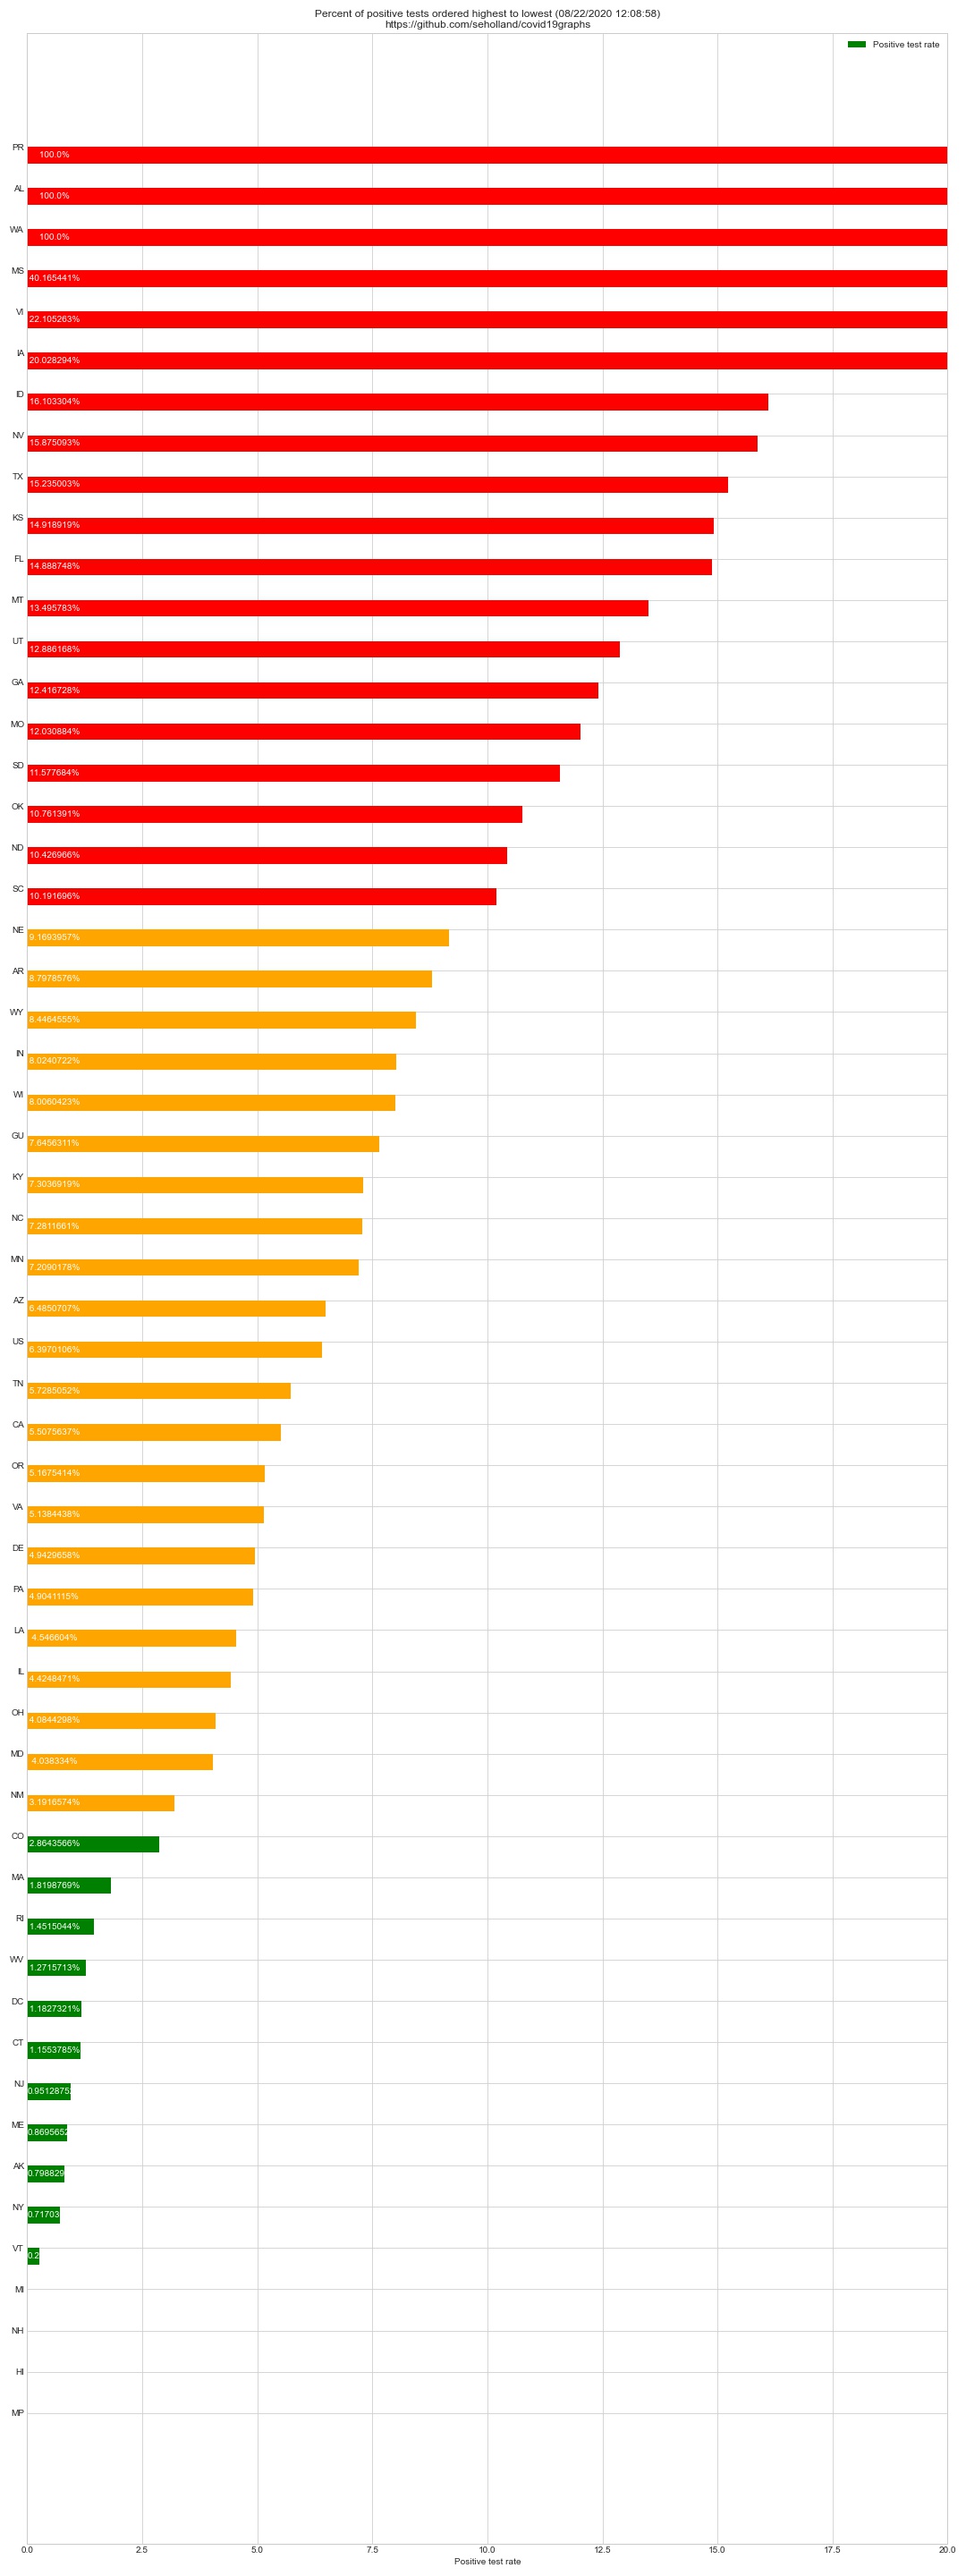 Percent of positive tests ordered highest to lowest (08/22/2020 12:08:58)
https://github.com/seholland/covid19graphs
Positive test rate
PR 100.0%
AL 100.0%
WA 100.0%
MS 40.165441%
VI 22.105263%
IA 20.028294%
ID 16.103304%
NV 15.875093%
TX 15.235003%
KS 14.918919%
FL 14.888748%
MT 13.495783%
UT 12.886168%
GA 12.416728%
MO 12.030884%
SD 11.577684%
OK 10.761391%
ND 10.426966%
SC 10.191696%
NE 9.1693957%
AR 8.7978576%
WY 8.4464555%
IN 8.0240722%
WI 8.0060423%
GU 7.6456311%
KY 7.3036919%
NC 7.2811661%
MN 7.2090178%
AZ 6.4850707%
US 6.3970106%
TN 5.7285052%
CA 5.5075637%
OR 5.1675414%
VA 5.1384438%
DE 4.9429658%
PA 4.9041115%
LA 4.546604%
IL 4.4248471%
OH 4.0844298%
MD 4.038334%
NM 3.1916574%
CO 2.8643566%
MA 1.8198769%
RI 1.4515044%
WV 1.2715713%
DC 1.1827321%
CT 1.1553785%
NJ 0.9512875
ME 0.8695652
AK 0.798829
NY 0.71703
VT 0.2
MI
NH
HI
MP
0.0 2.5 5.0 7.5 10.0 12.5 15.0 17.5 20.0
Positive test rate